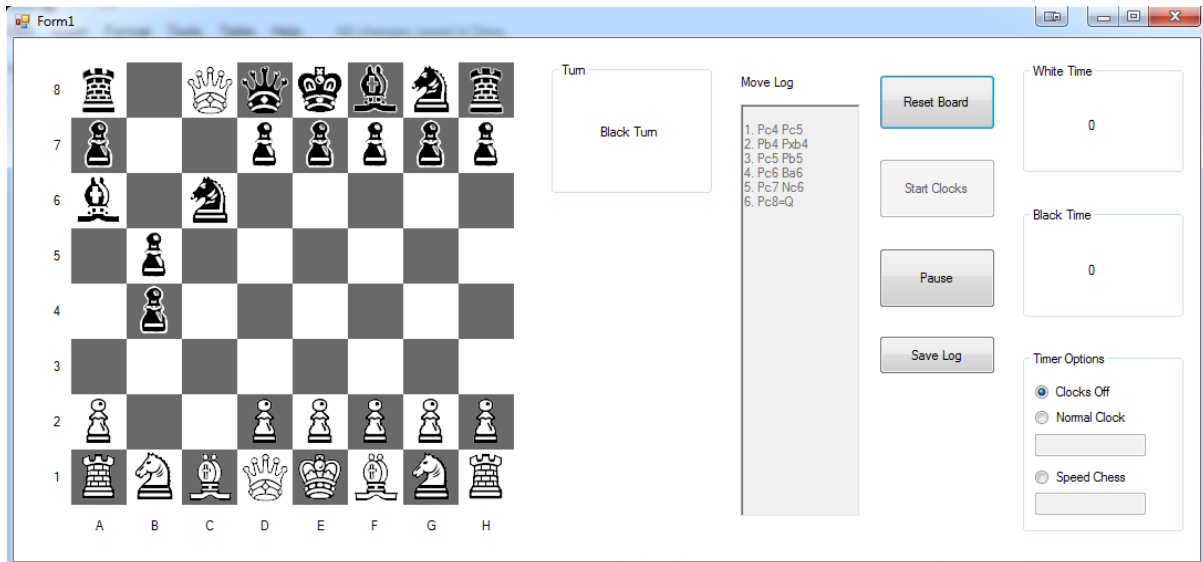 Form1
8
7
6
5
4
3
2
1
A B C D E F G H
Turn
Black Turn
Move Log
1. Pc4 Pc5
2. Pb4 Pxb4
3. Pc5 Pb5
4. Pc6 Ba6
5. Pc7 Nc6
6. Pc8=Q
Reset Board
Start Clocks
Pause
Save Log
White Time
0
Black Time
0
Timer Options
Clocks Off
Normal Clock
Speed Chess